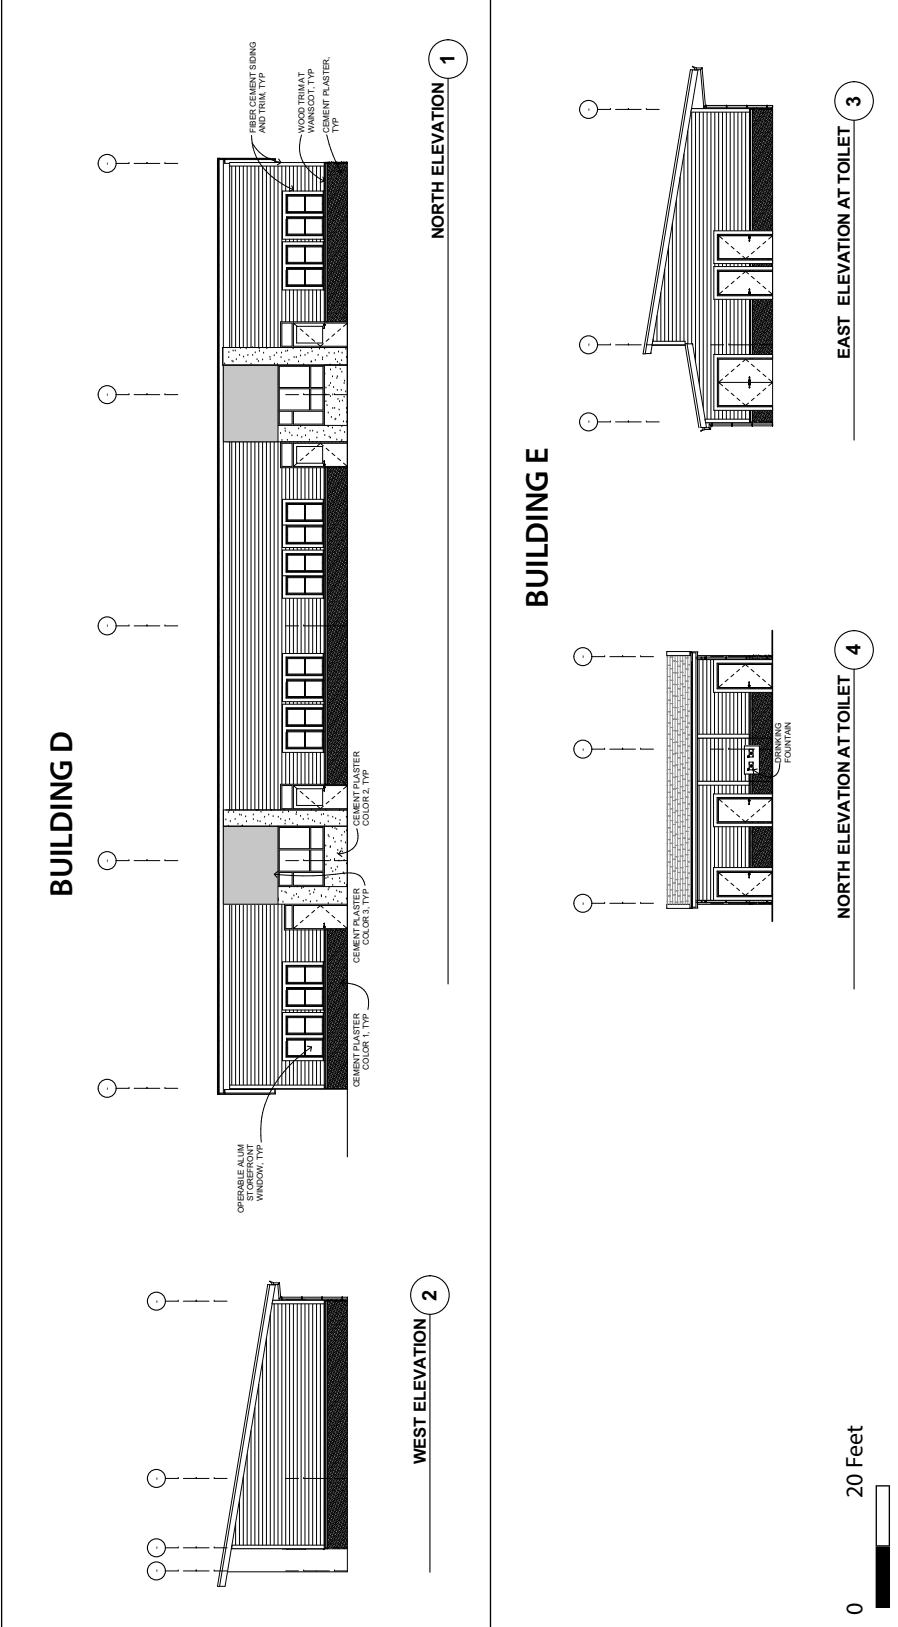 BUILDING D
FIBER CEMENT SIDING
AND TRIM, TYP
WOOD TRIM AT
WAINSCOT, TYP
CEMENT PLASTER,
TYP
OPERABLE ALUM
STOREFRONT
WINDOW, TYP
CEMENT PLASTER
COLOR 1, TYP
CEMENT PLASTER
COLOR 3, TYP
CEMENT PLASTER
COLOR 2, TYP
WEST ELEVATION 2
NORTH ELEVATION 1
BUILDING E
DRINKING
FOUNTAIN
NORTH ELEVATION AT TOILET 4
EAST ELEVATION AT TOILET 3
0 20 Feet